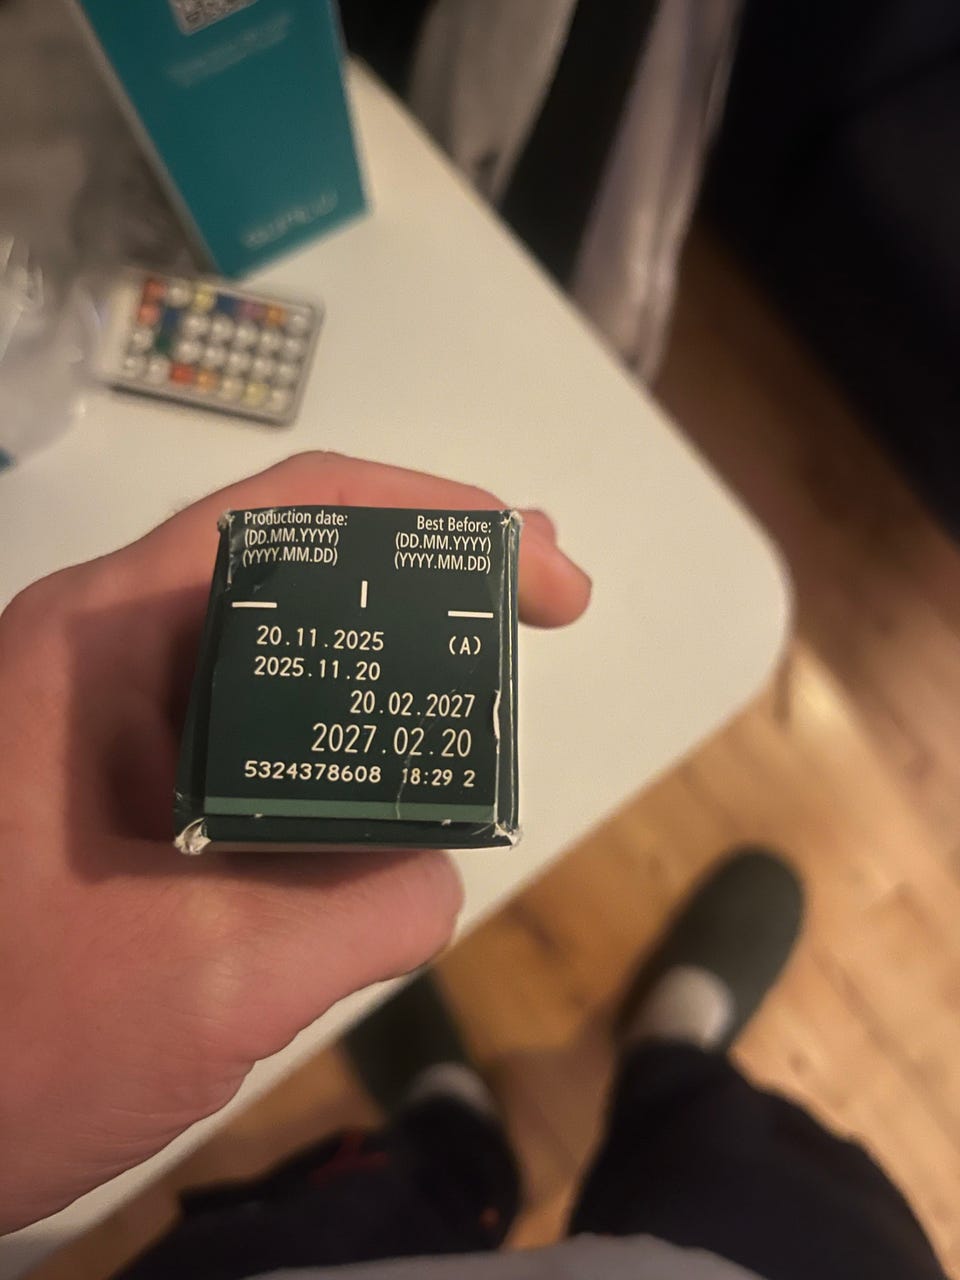 Production date:
(DD.MM.YYYY)
(YYYY.MM.DD)
Best Before:
(DD.MM.YYYY)
(YYYY.MM.DD)
20.11.2025 (A)
2025.11.20
20.02.2027
2027.02.20
5324378608 18:29 2